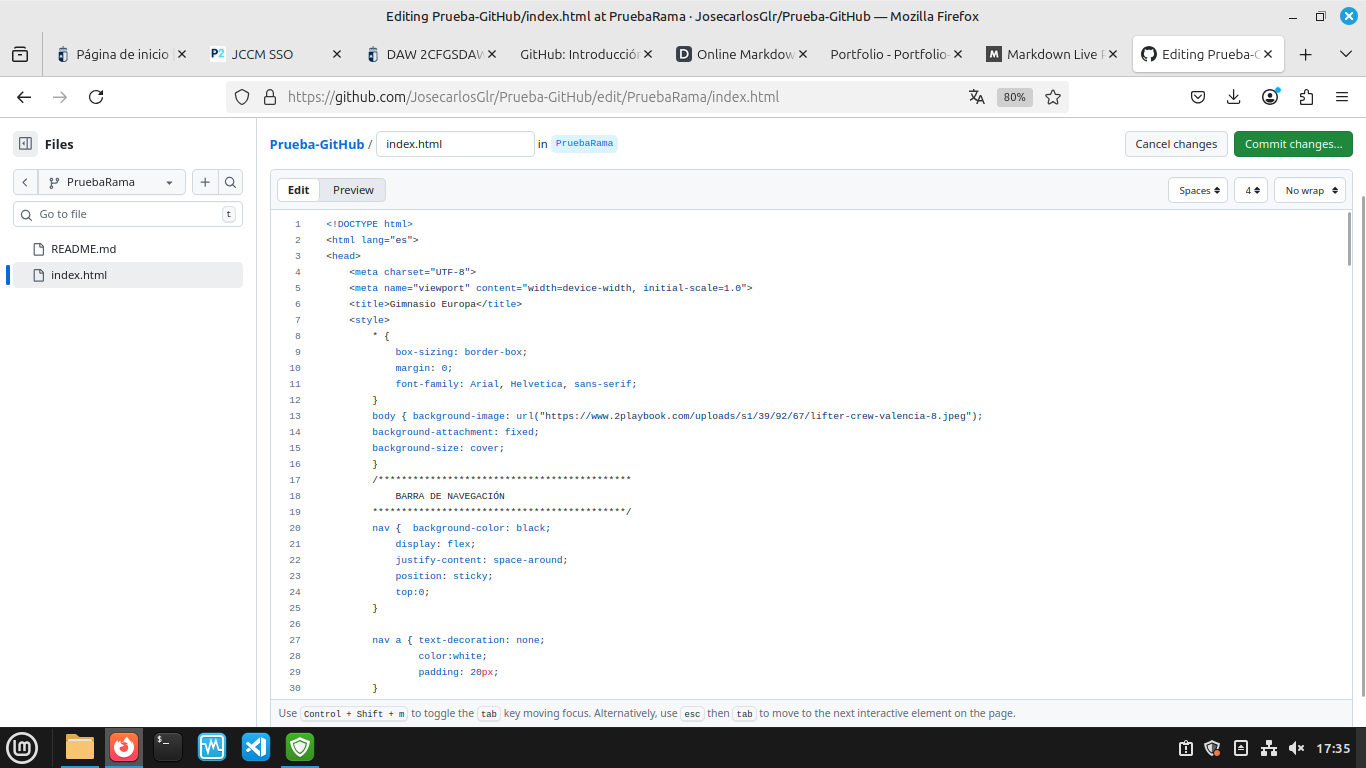 Editing Prueba-GitHub/index.html at PruebaRama · JosecarlosGlr/Prueba-GitHub — Mozilla Firefox
Página de inicio
P2 JCCM SSO
DAW 2CFGSDAW
GitHub: Introducción
D Online Markdow
Portfolio - Portfolio-
M Markdown Live P
Editing Prueba-G
https://github.com/JosecarlosGlr/Prueba-GitHub/edit/PruebaRama/index.html
80%
Files
Prueba-GitHub / index.html in PruebaRama
Cancel changes
Commit changes...
PruebaRama
Edit
Preview
Spaces
4
No wrap
Go to file
t
README.md
index.html
1 <!DOCTYPE html>
2 <html lang="es">
3 <head>
4 <meta charset="UTF-8">
5 <meta name="viewport" content="width=device-width, initial-scale=1.0">
6 <title>Gimnasio Europa</title>
7 <style>
8 * {
9 box-sizing: border-box;
10 margin: 0;
11 font-family: Arial, Helvetica, sans-serif;
12 }
13 body { background-image: url("https://www.2playbook.com/uploads/s1/39/92/67/lifter-crew-valencia-8.jpeg");
14 background-attachment: fixed;
15 background-size: cover;
16 }
17 /********************************************
18 BARRA DE NAVEGACIÓN
19 ********************************************/
20 nav {  background-color: black;
21 display: flex;
22 justify-content: space-around;
23 position: sticky;
24 top:0;
25 }
26
27 nav a { text-decoration: none;
28 color:white;
29 padding: 20px;
30 }
Use Control + Shift + m to toggle the tab key moving focus. Alternatively, use esc then tab to move to the next interactive element on the page.
17:35